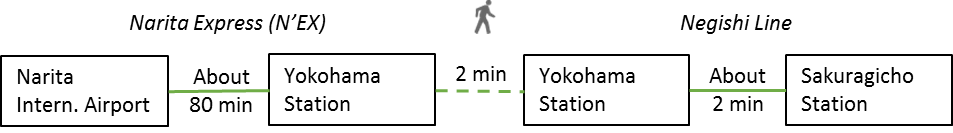 Narita Express (N'EX)
Negishi Line
Narita
Intern. Airport
About
80 min
Yokohama
Station
2 min
Yokohama
Station
About
2 min
Sakuragicho
Station